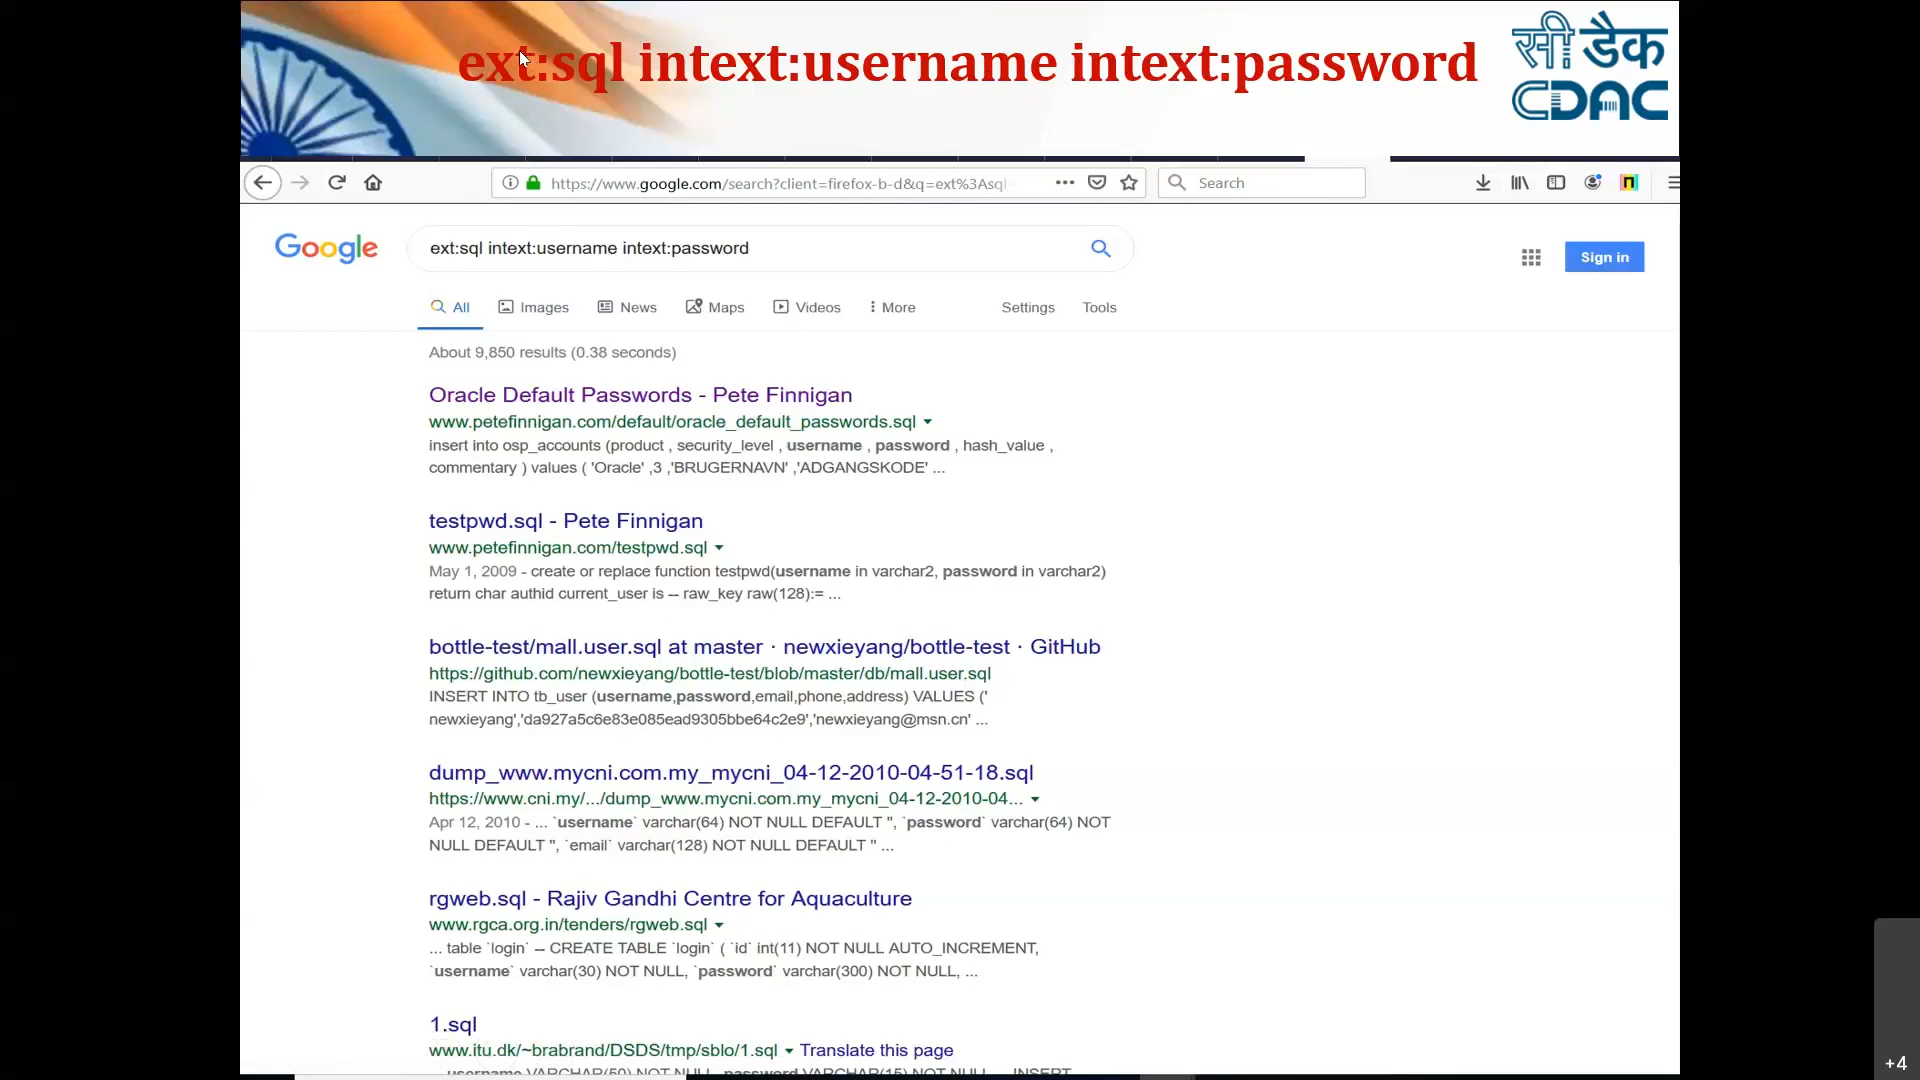 ext:sql intext:username intext:password
सी डैक
CDAC
https://www.google.com/search?client=firefox-b-d&q=ext%3Asql
Search
Google
ext:sql intext:username intext:password
Sign in
All Images News Maps Videos More Settings Tools
About 9,850 results (0.38 seconds)
Oracle Default Passwords - Pete Finnigan
www.petefinnigan.com/default/oracle_default_passwords.sql
insert into osp_accounts (product , security_level , username , password , hash_value ,
commentary ) values ( 'Oracle' ,3 ,'BRUGERNAVN' ,'ADGANGSKODE' ...
testpwd.sql - Pete Finnigan
www.petefinnigan.com/testpwd.sql
May 1, 2009 - create or replace function testpwd(username in varchar2, password in varchar2)
return char authid current_user is -- raw_key raw(128):= ...
bottle-test/mall.user.sql at master · newxieyang/bottle-test · GitHub
https://github.com/newxieyang/bottle-test/blob/master/db/mall.user.sql
INSERT INTO tb_user (username,password,email,phone,address) VALUES ('
newxieyang','da927a5c6e83e085ead9305bbe64c2e9','newxieyang@msn.cn' ...
dump_www.mycni.com.my_mycni_04-12-2010-04-51-18.sql
https://www.cni.my/.../dump_www.mycni.com.my_mycni_04-12-2010-04...
Apr 12, 2010 - ... `username` varchar(64) NOT NULL DEFAULT '', `password` varchar(64) NOT
NULL DEFAULT '', `email` varchar(128) NOT NULL DEFAULT '' ...
rgweb.sql - Rajiv Gandhi Centre for Aquaculture
www.rgca.org.in/tenders/rgweb.sql
... table `login` -- CREATE TABLE `login` ( `id` int(11) NOT NULL AUTO_INCREMENT,
`username` varchar(30) NOT NULL, `password` varchar(300) NOT NULL, ...
1.sql
www.itu.dk/~brabrand/DSDS/tmp/sblo/1.sql Translate this page
username VARCHAR(50) NOT NULL, password VARCHAR(15) NOT NULL ... INSERT
+4